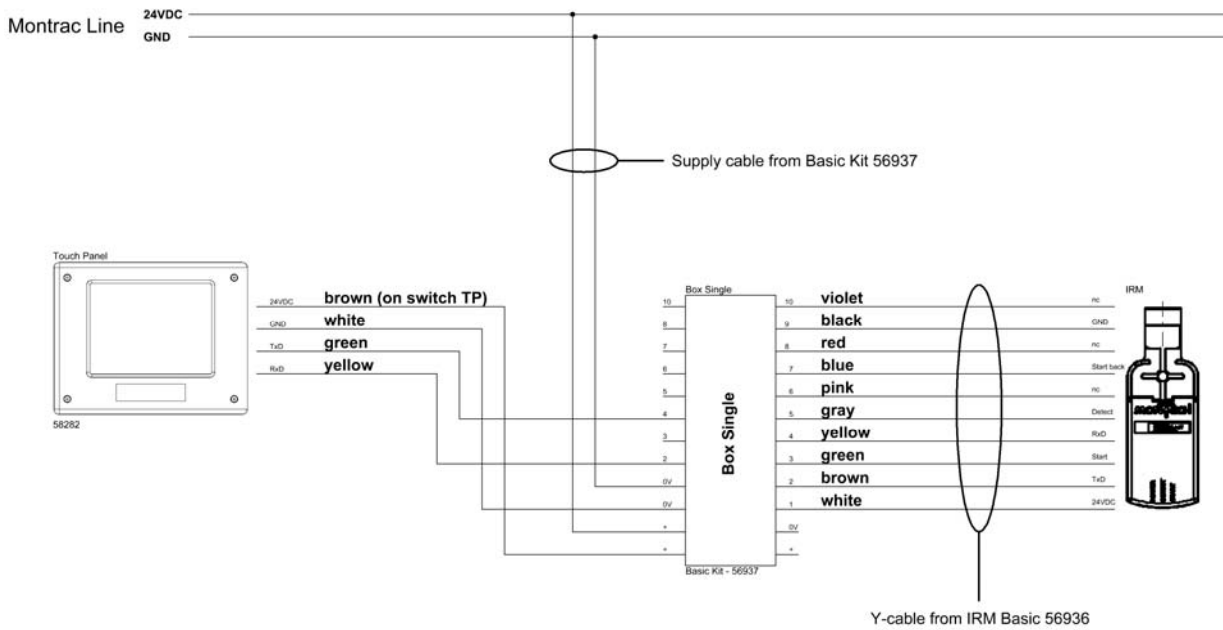 Montrac Line
24VDC
GND
Supply cable from Basic Kit 56937
Touch Panel
24VDC brown (on switch TP)
GND white
TxD green
RxD yellow
58282
Box Single
10
8
7
6
5
4
3
2
0V
0V
+
+
Box Single
10 violet nc
9 black GND
8 red nc
7 blue Start back
6 pink nc
5 gray Detect
4 yellow RxD
3 green Start
2 brown TxD
1 white 24VDC
0V
+
Basic Kit - 56937
IRM
Y-cable from IRM Basic 56936